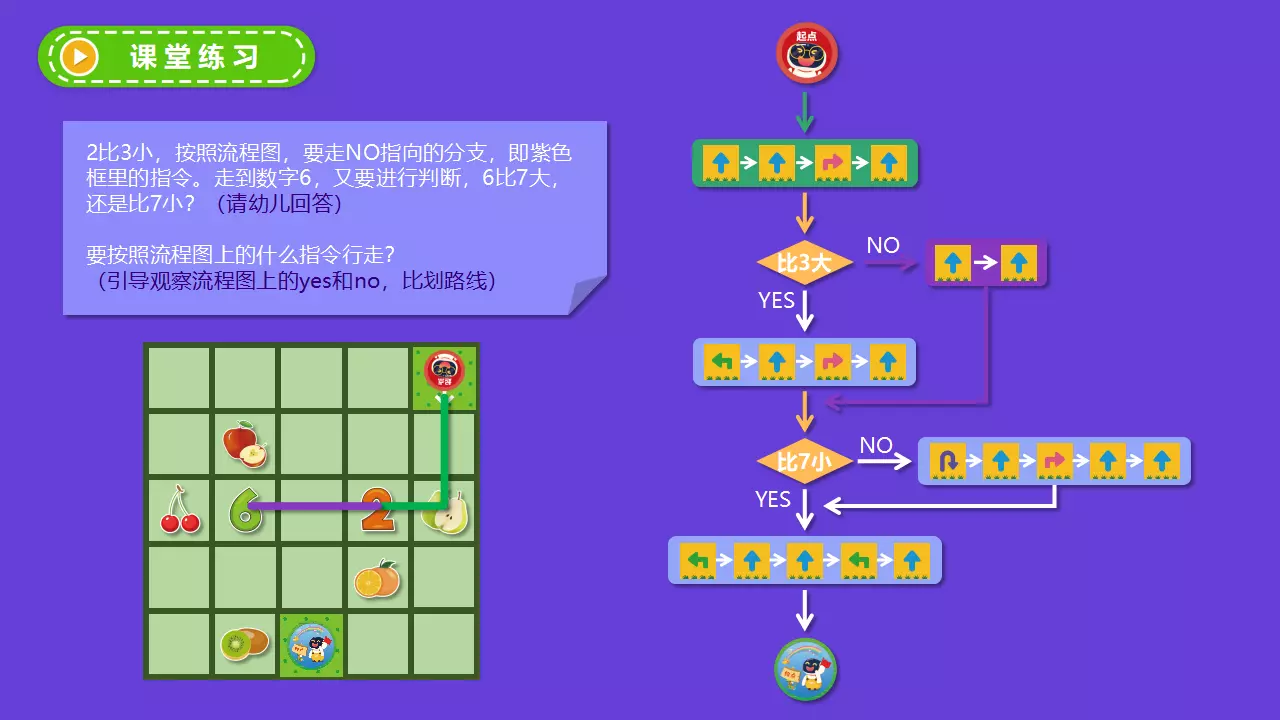 课堂练习
2比3小，按照流程图，要走NO指向的分支，即紫色
框里的指令。走到数字6，又要进行判断，6比7大，
还是比7小？（请幼儿回答）
要按照流程图上的什么指令行走？
（引导观察流程图上的yes和no，比划路线）
起点
比3大
NO
YES
比7小
NO
YES
起点
6
2